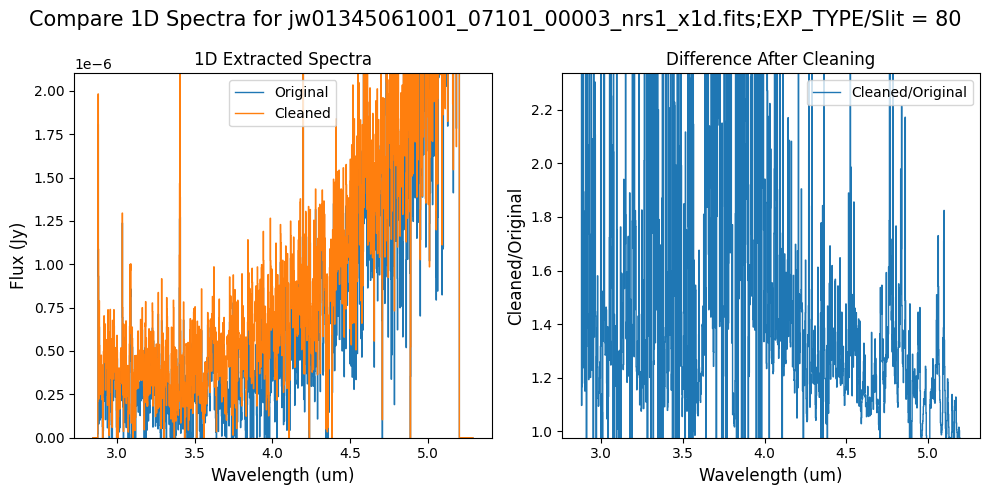 Compare 1D Spectra for jw01345061001_07101_00003_nrs1_x1d.fits;EXP_TYPE/Slit = 80
1D Extracted Spectra
1e−6
Original
Cleaned
Flux (Jy)
2.00
1.75
1.50
1.25
1.00
0.75
0.50
0.25
0.00
3.0 3.5 4.0 4.5 5.0
Wavelength (um)
Difference After Cleaning
Cleaned/Original
Cleaned/Original
2.2
2.0
1.8
1.6
1.4
1.2
1.0
3.0 3.5 4.0 4.5 5.0
Wavelength (um)